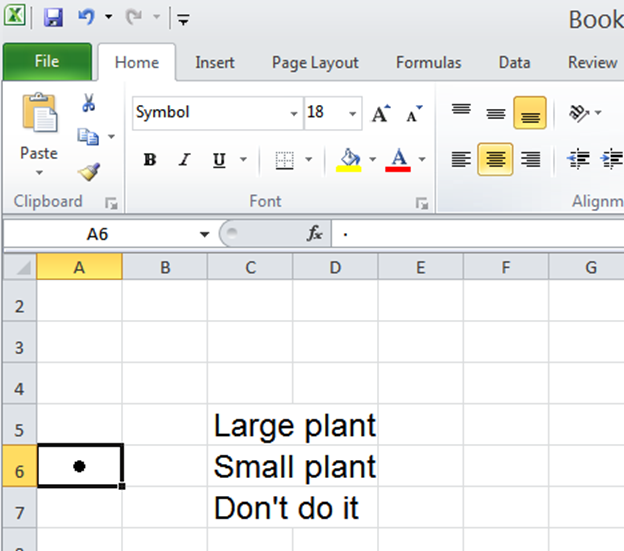 Book
File Home Insert Page Layout Formulas Data Review
Symbol 18 A A
Paste B I U A
Clipboard Font Alignm
A6 fx ·
A B C D E F G
2
3
4
5 Large plant
6 • Small plant
7 Don't do it